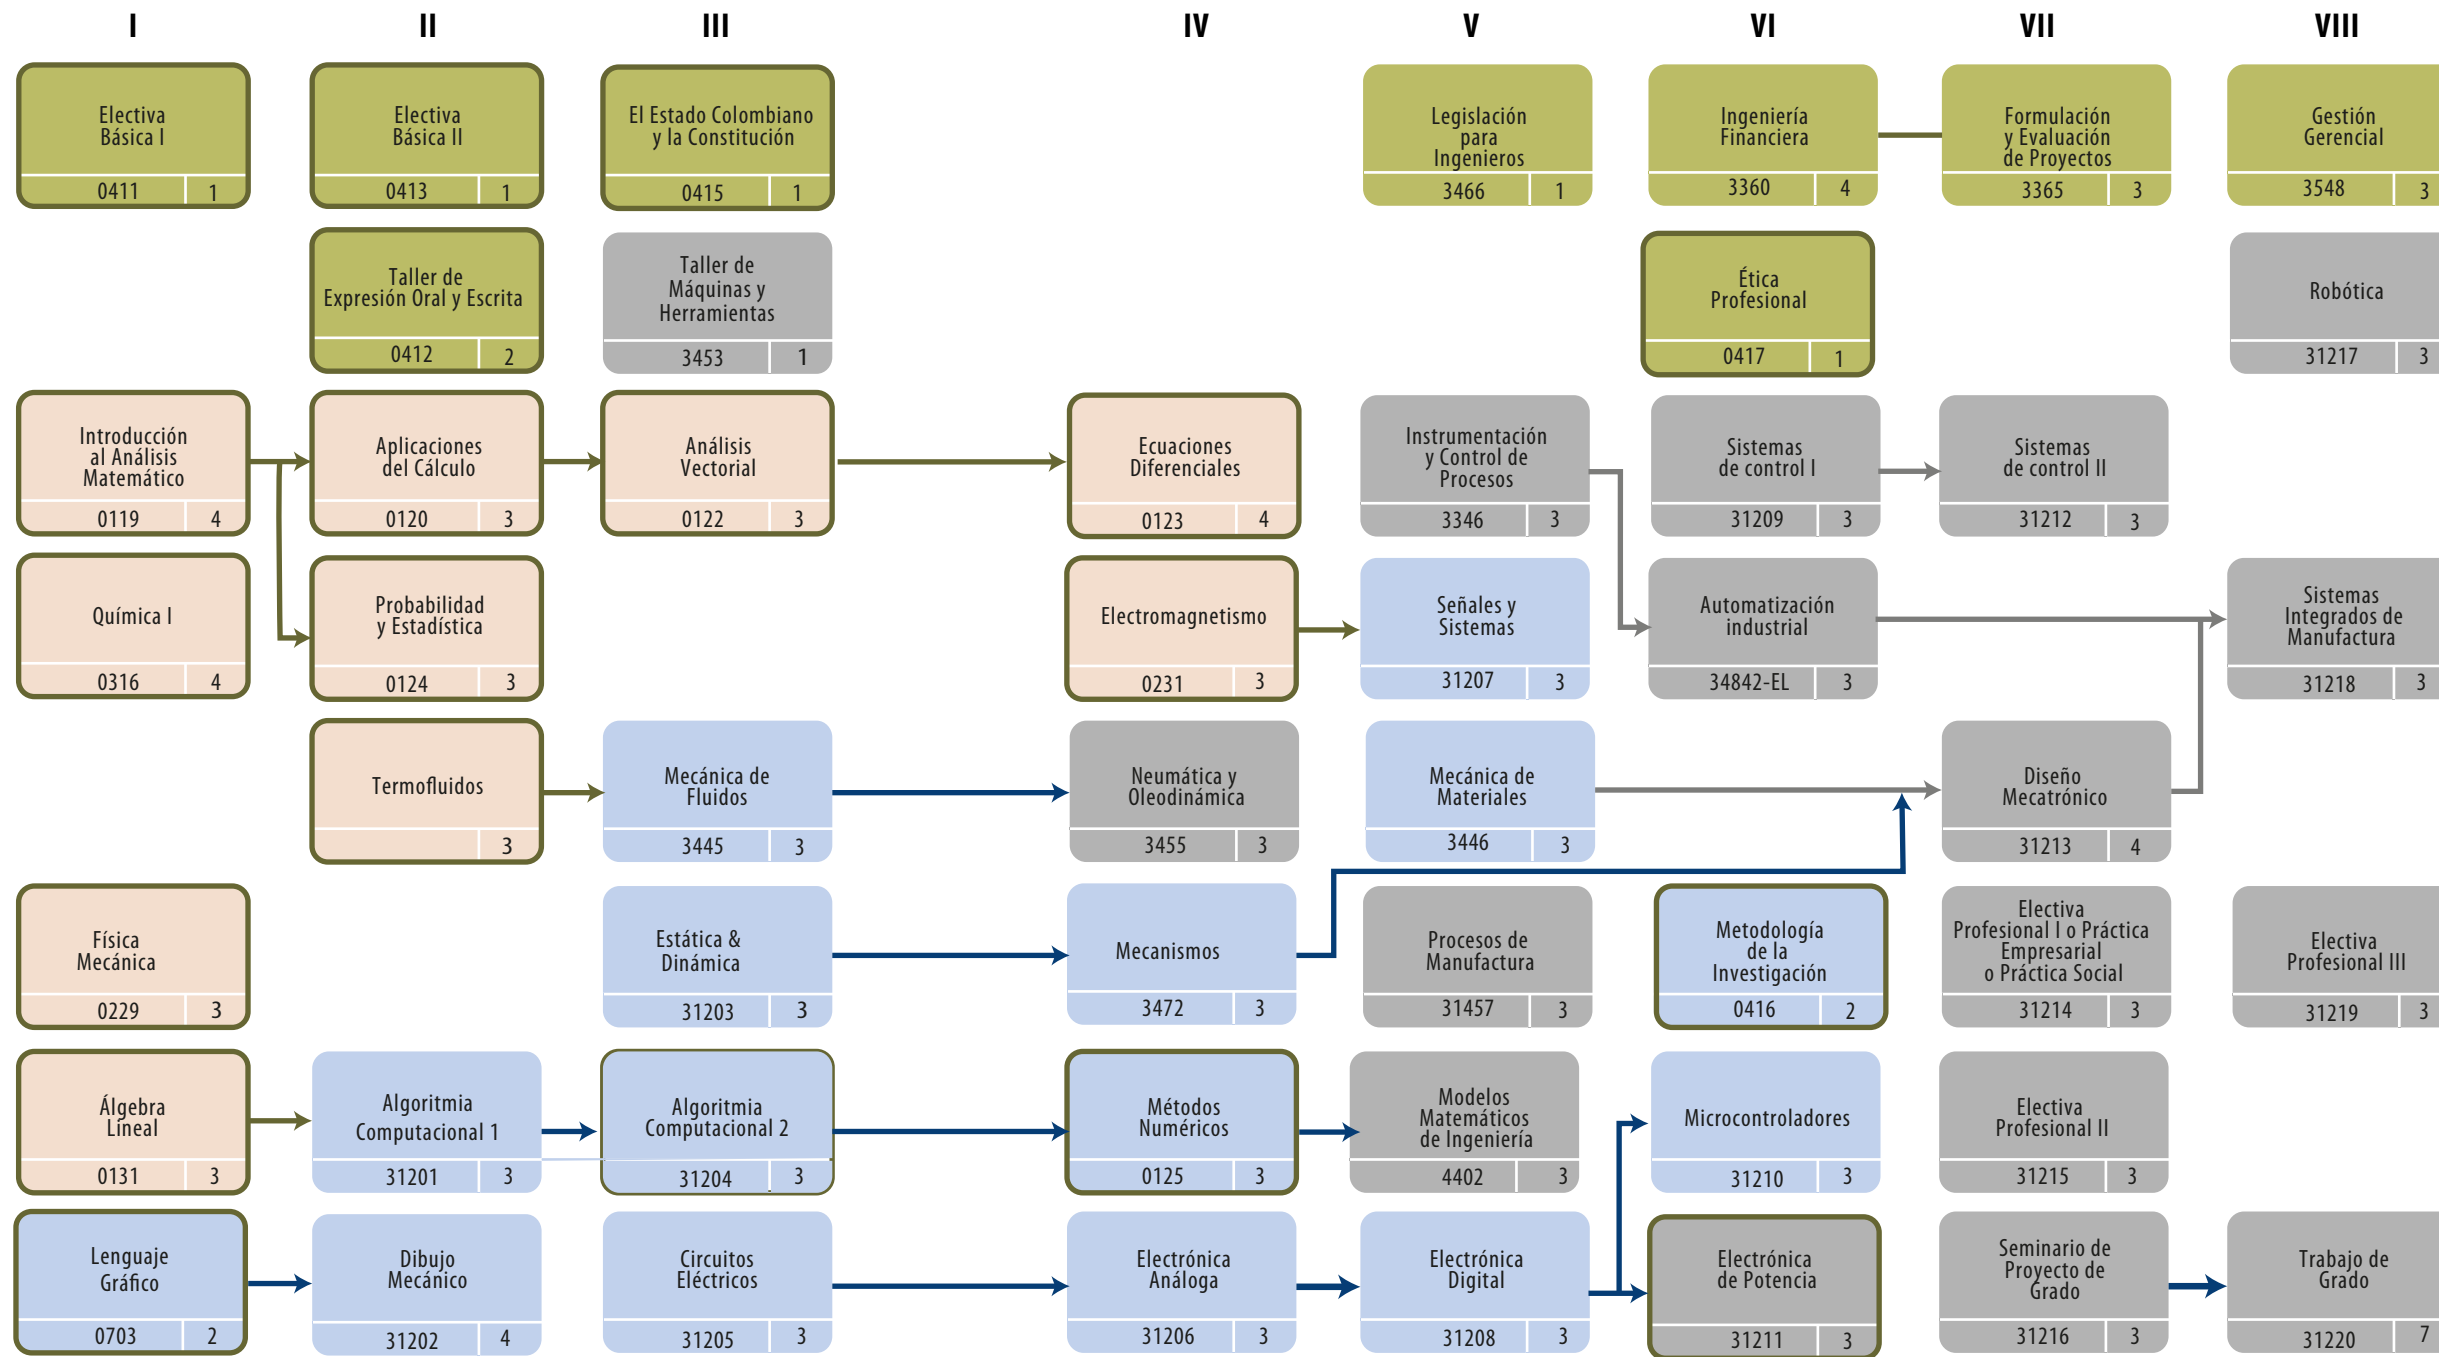 I II III IV V VI VII VIII
Electiva
Básica I
0411 1
Electiva
Básica II
0413 1
El Estado Colombiano
y la Constitución
0415 1
Legislación
para
Ingenieros
3466 1
Ingeniería
Financiera
3360 4
Formulación
y Evaluación
de Proyectos
3365 3
Gestión
Gerencial
3548 3
Taller de
Expresión Oral y Escrita
0412 2
Taller de
Máquinas y
Herramientas
3453 1
Ética
Profesional
0417 1
Robótica
31217 3
Introducción
al Análisis
Matemático
0119 4
Aplicaciones
del Cálculo
0120 3
Análisis
Vectorial
0122 3
Ecuaciones
Diferenciales
0123 4
Instrumentación
y Control de
Procesos
3346 3
Sistemas
de control I
31209 3
Sistemas
de control II
31212 3
Química I
0316 4
Probabilidad
y Estadística
0124 3
Electromagnetismo
0231 3
Señales y
Sistemas
31207 3
Automatización
industrial
34842-EL 3
Sistemas
Integrados de
Manufactura
31218 3
Termofluidos
3
Mecánica de
Fluidos
3445 3
Neumática y
Oleodinámica
3455 3
Mecánica de
Materiales
3446 3
Diseño
Mecatrónico
31213 4
Física
Mecánica
0229 3
Estática &
Dinámica
31203 3
Mecanismos
3472 3
Procesos de
Manufactura
31457 3
Metodología
de la
Investigación
0416 2
Electiva
Profesional I o Práctica
Empresarial
o Práctica Social
31214 3
Electiva
Profesional III
31219 3
Álgebra
Lineal
0131 3
Algoritmia
Computacional 1
31201 3
Algoritmia
Computacional 2
31204 3
Métodos
Numéricos
0125 3
Modelos
Matemáticos
de Ingeniería
4402 3
Microcontroladores
31210 3
Electiva
Profesional II
31215 3
Lenguaje
Gráfico
0703 2
Dibujo
Mecánico
31202 4
Circuitos
Eléctricos
31205 3
Electrónica
Análoga
31206 3
Electrónica
Digital
31208 3
Electrónica
de Potencia
31211 3
Seminario de
Proyecto de
Grado
31216 3
Trabajo de
Grado
31220 7